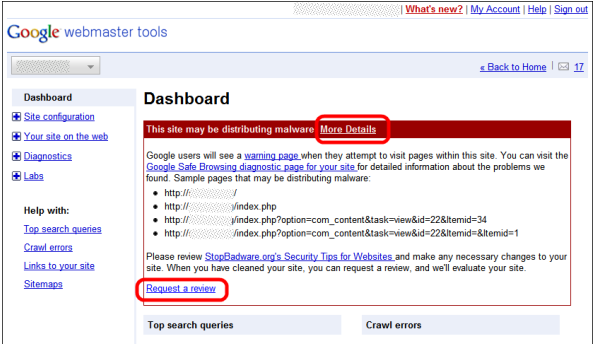 | What's new? | My Account | Help | Sign out
Google webmaster tools
« Back to Home | 17
Dashboard
Site configuration
Your site on the web
Diagnostics
Labs
Help with:
Top search queries
Crawl errors
Links to your site
Sitemaps
Dashboard
This site may be distributing malware More Details
Google users will see a warning page when they attempt to visit pages within this site. You can visit the
Google Safe Browsing diagnostic page for your site for detailed information about the problems we
found. Sample pages that may be distributing malware:
• http:// /
• http:// /index.php
• http:// /index.php?option=com_content&task=view&id=22&Itemid=34
• http:// /index.php?option=com_content&task=view&id=22&Itemid=&Itemid=1
Please review StopBadware.org's Security Tips for Websites and make any necessary changes to your
site. When you have cleaned your site, you can request a review, and we'll evaluate your site.
Request a review
Top search queries
Crawl errors